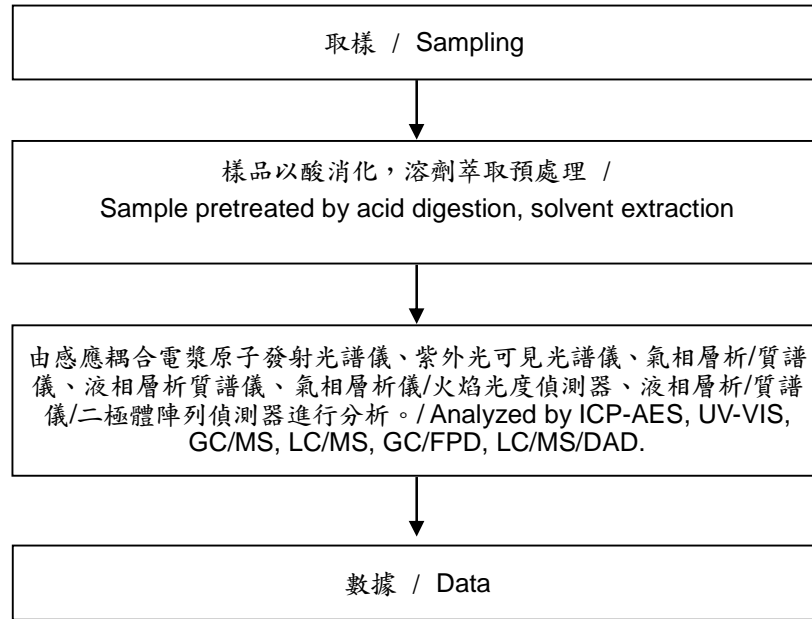 取樣 / Sampling
樣品以酸消化，溶劑萃取預處理 /
Sample pretreated by acid digestion, solvent extraction
由感應耦合電漿原子發射光譜儀、紫外光可見光譜儀、氣相層析/質譜
儀、液相層析質譜儀、氣相層析儀/火焰光度偵測器、液相層析/質譜
儀/二極體陣列偵測器進行分析。/ Analyzed by ICP-AES, UV-VIS,
GC/MS, LC/MS, GC/FPD, LC/MS/DAD.
數據 / Data